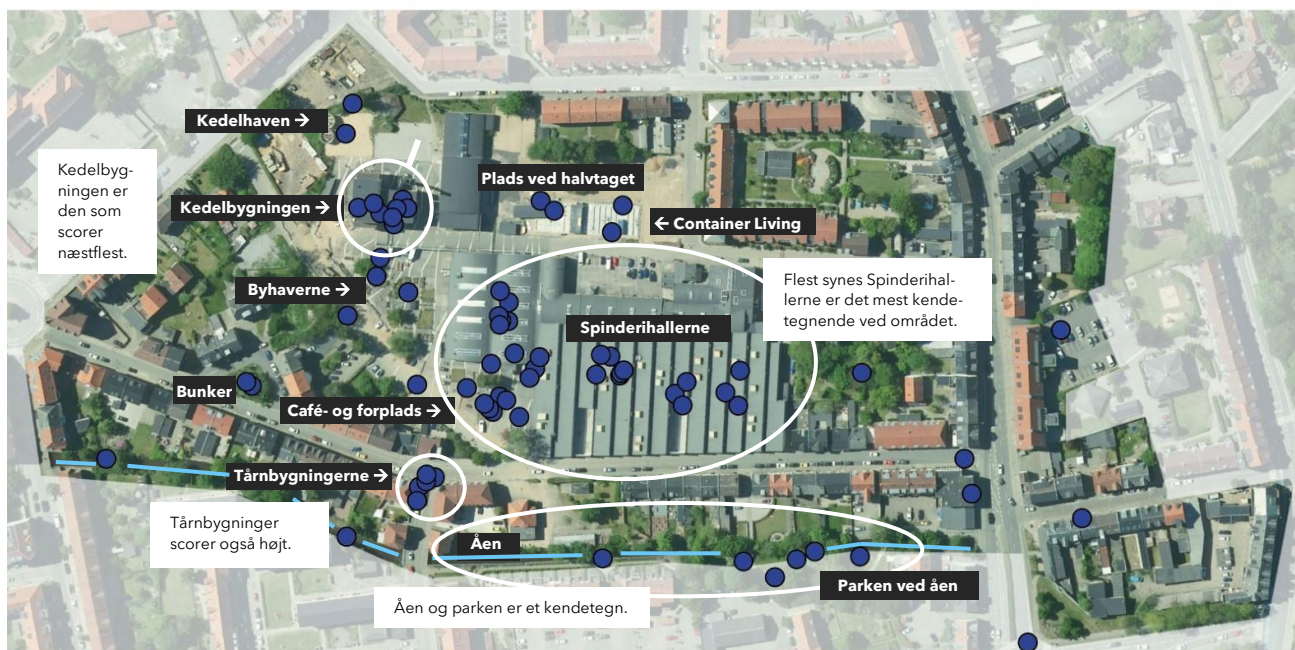 Kedelhaven →
Kedelbyg-
ningen er
den som
scorer
næstflest.
Kedelbygningen →
Plads ved halvtaget
← Container Living
Byhaverne →
Flest synes Spinderihal-
lerne er det mest kende-
tegnende ved området.
Spinderihallerne
Bunker
Café- og forplads →
Tårnbygningerne →
Tårnbygninger
scorer også højt.
Åen
Parken ved åen
Åen og parken er et kendetegn.